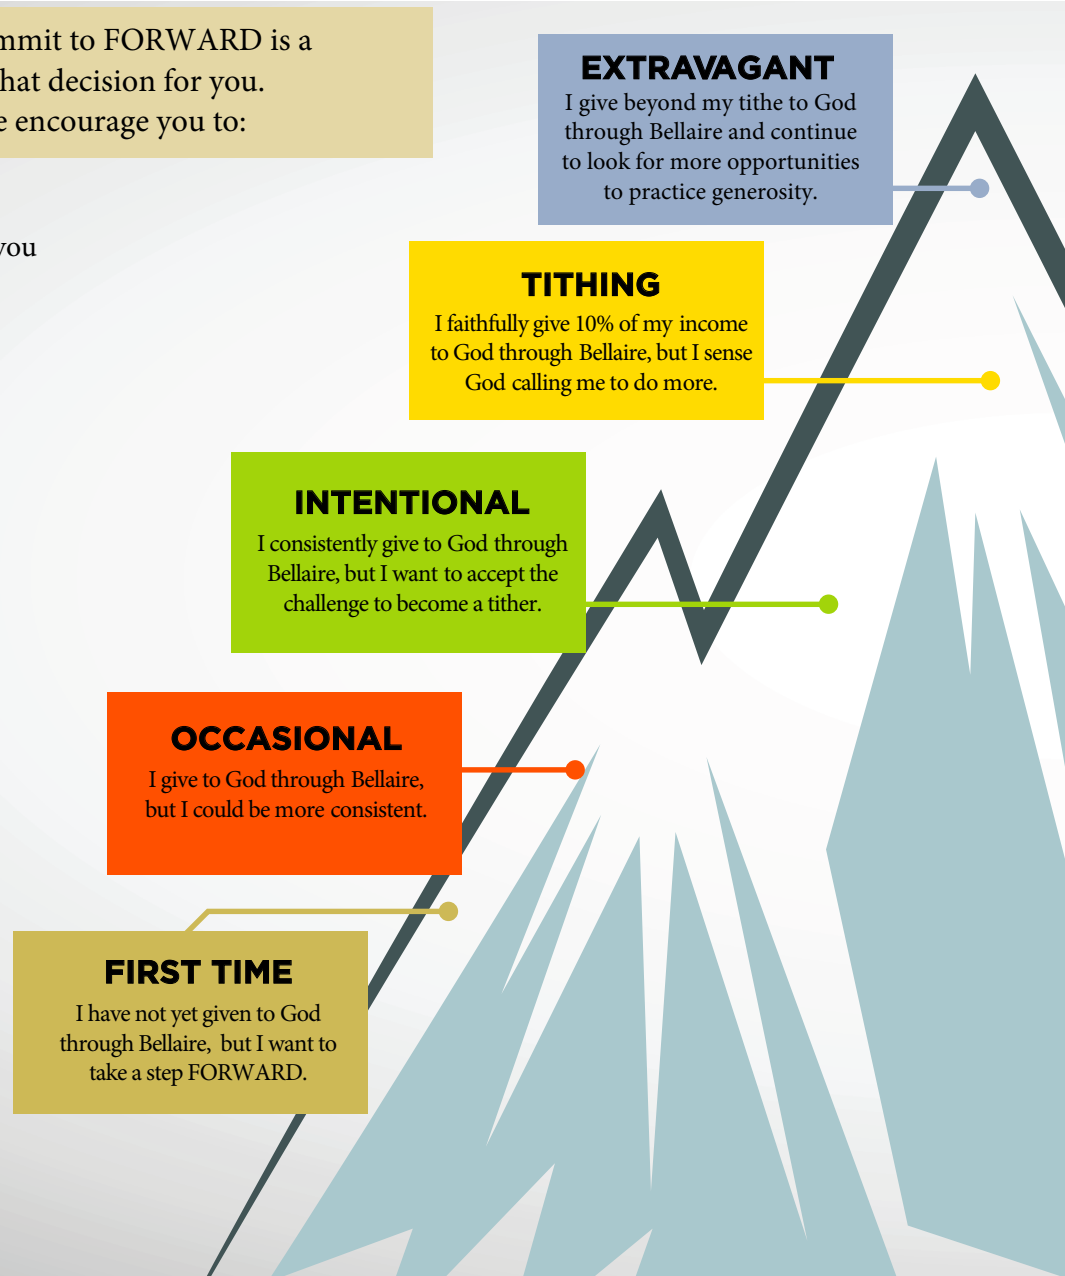 mmit to FORWARD is a
hat decision for you.
e encourage you to:
you
EXTRAVAGANT
I give beyond my tithe to God
through Bellaire and continue
to look for more opportunities
to practice generosity.
TITHING
I faithfully give 10% of my income
to God through Bellaire, but I sense
God calling me to do more.
INTENTIONAL
I consistently give to God through
Bellaire, but I want to accept the
challenge to become a tither.
OCCASIONAL
I give to God through Bellaire,
but I could be more consistent.
FIRST TIME
I have not yet given to God
through Bellaire, but I want to
take a step FORWARD.